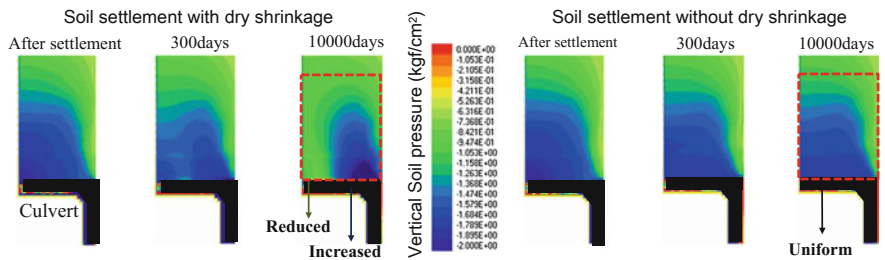 Soil settlement with dry shrinkage
After settlement
300days
10000days
Culvert
Reduced
Increased
Vertical Soil pressure (kgf/cm²)
0.000E+00
-1.053E-01
-2.105E-01
-3.158E-01
-4.211E-01
-5.263E-01
-6.316E-01
-7.368E-01
-8.421E-01
-9.474E-01
-1.053E+00
-1.158E+00
-1.263E+00
-1.368E+00
-1.474E+00
-1.579E+00
-1.684E+00
-1.789E+00
-1.895E+00
-2.000E+00
Soil settlement without dry shrinkage
After settlement
300days
10000days
Uniform